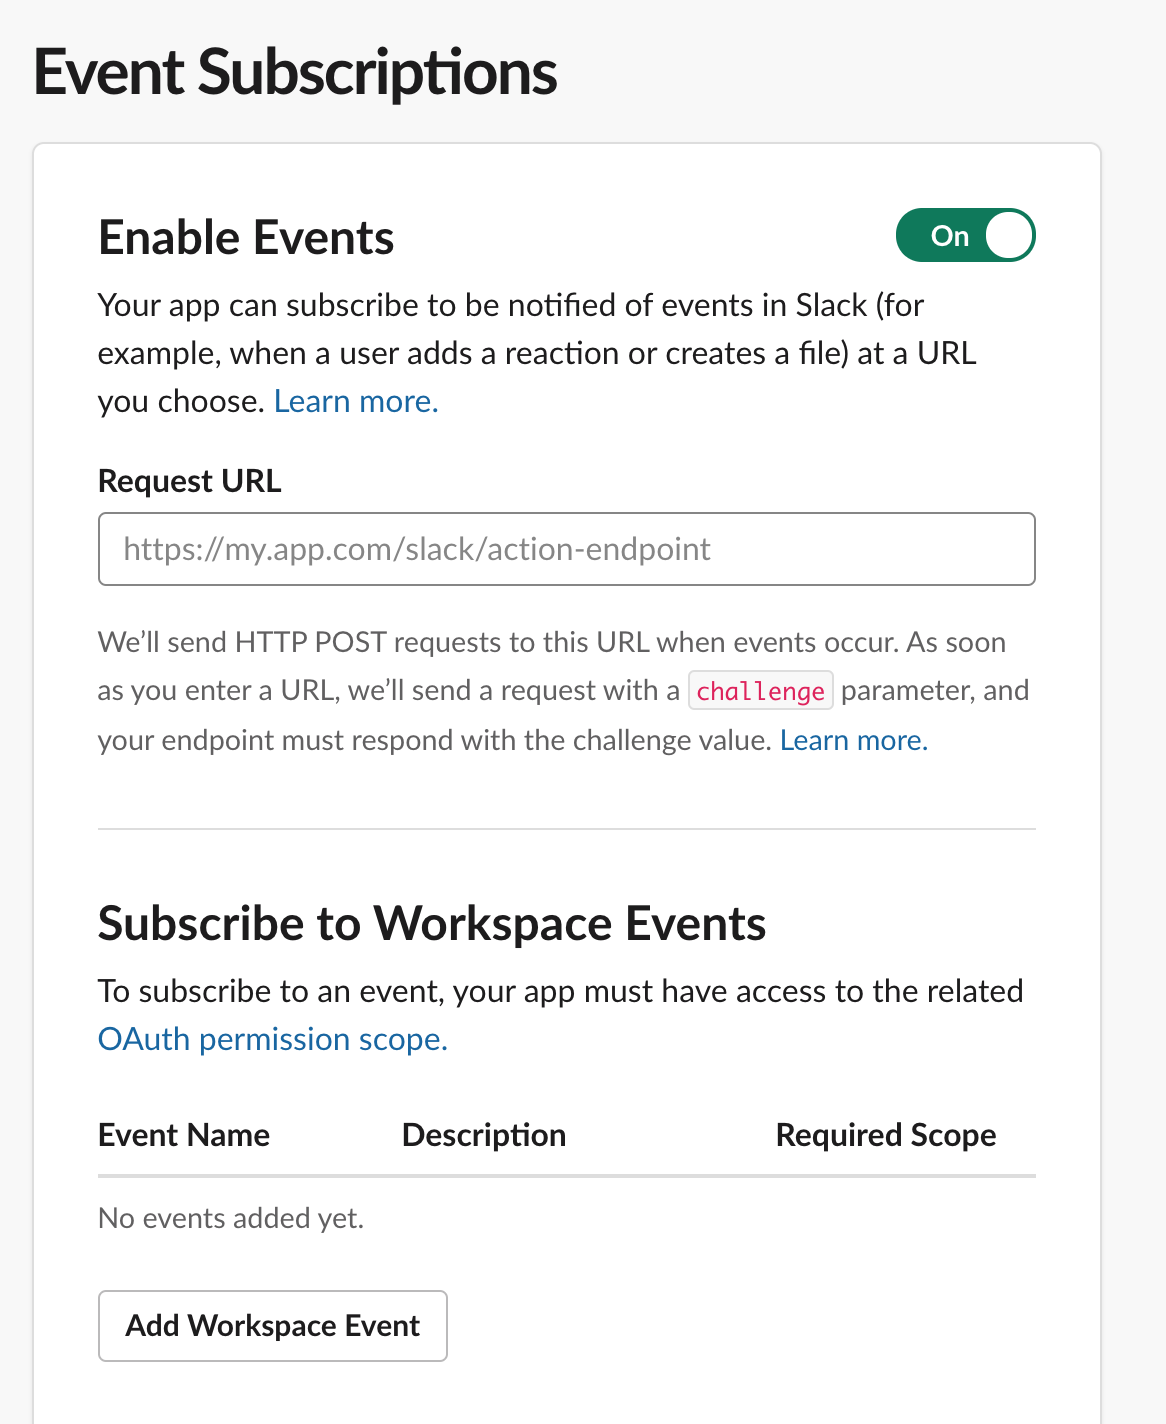 Event Subscriptions
Enable Events
On
Your app can subscribe to be notified of events in Slack (for
example, when a user adds a reaction or creates a file) at a URL
you choose. Learn more.
Request URL
https://my.app.com/slack/action-endpoint
We’ll send HTTP POST requests to this URL when events occur. As soon
as you enter a URL, we’ll send a request with a challenge parameter, and
your endpoint must respond with the challenge value. Learn more.
Subscribe to Workspace Events
To subscribe to an event, your app must have access to the related
OAuth permission scope.
Event Name Description Required Scope
No events added yet.
Add Workspace Event